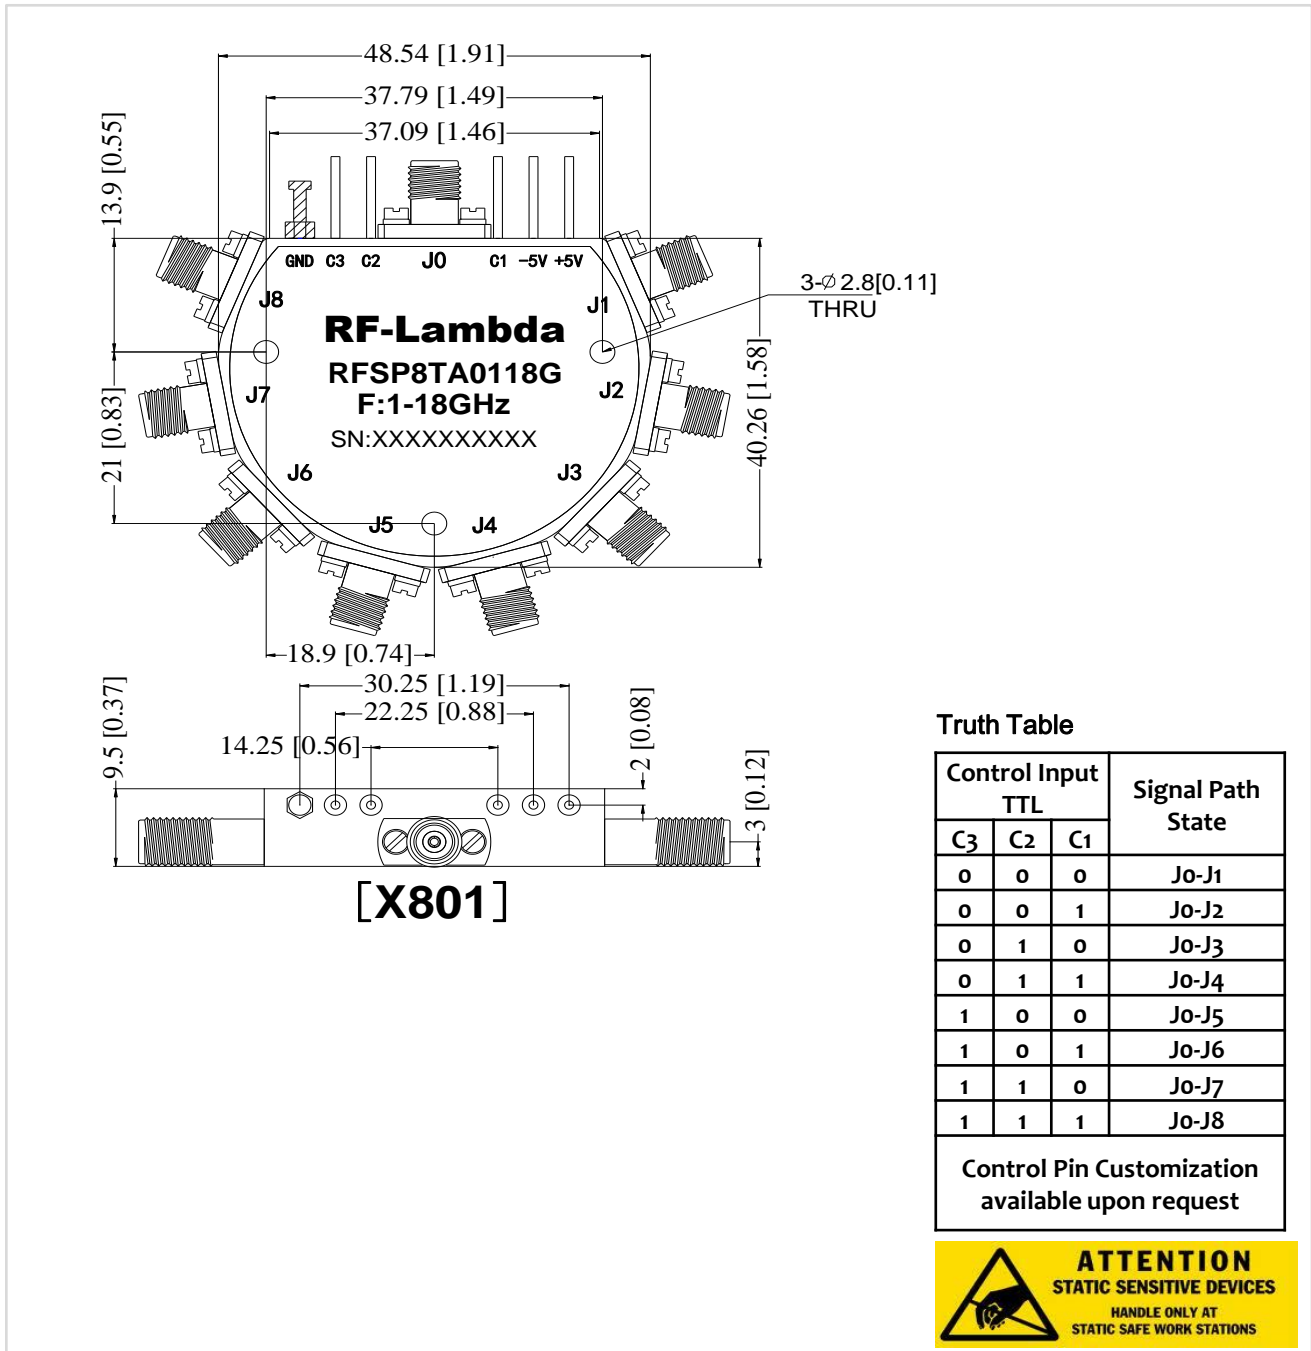 48.54 [1.91]
37.79 [1.49]
37.09 [1.46]
13.9 [0.55]
GND C3 C2 J0 C1 -5V +5V
J8
J1
3-∅2.8[0.11]
THRU
RF-Lambda
RFSP8TA0118G
F:1-18GHz
SN:XXXXXXXXXX
J7
J2
21 [0.83]
40.26 [1.58]
J6
J3
J5
J4
18.9 [0.74]
30.25 [1.19]
22.25 [0.88]
14.25 [0.56]
9.5 [0.37]
2 [0.08]
3 [0.12]
[X801]
Truth Table
Control Input
TTL
Signal Path
State
C3 C2 C1
0 0 0 J0-J1
0 0 1 J0-J2
0 1 0 J0-J3
0 1 1 J0-J4
1 0 0 J0-J5
1 0 1 J0-J6
1 1 0 J0-J7
1 1 1 J0-J8
Control Pin Customization
available upon request
ATTENTION
STATIC SENSITIVE DEVICES
HANDLE ONLY AT
STATIC SAFE WORK STATIONS